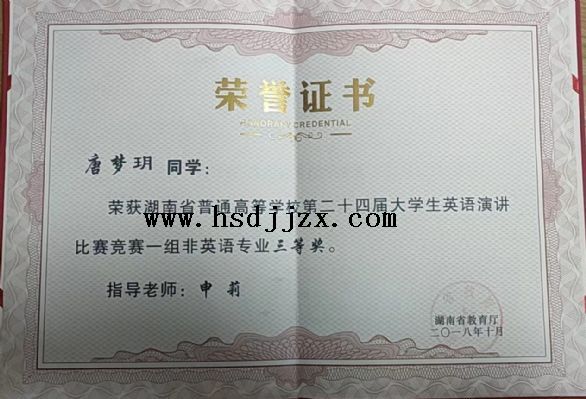 荣誉证书
HONORARY CREDENTIAL
唐梦玥 同学：
荣获湖南省普通高等学校第二十四届大学生英语演讲
www.hsdjjzx.com
比赛竞赛一组非英语专业三等奖。
指导老师：申莉
湖南省教育厅
二〇一八年十月